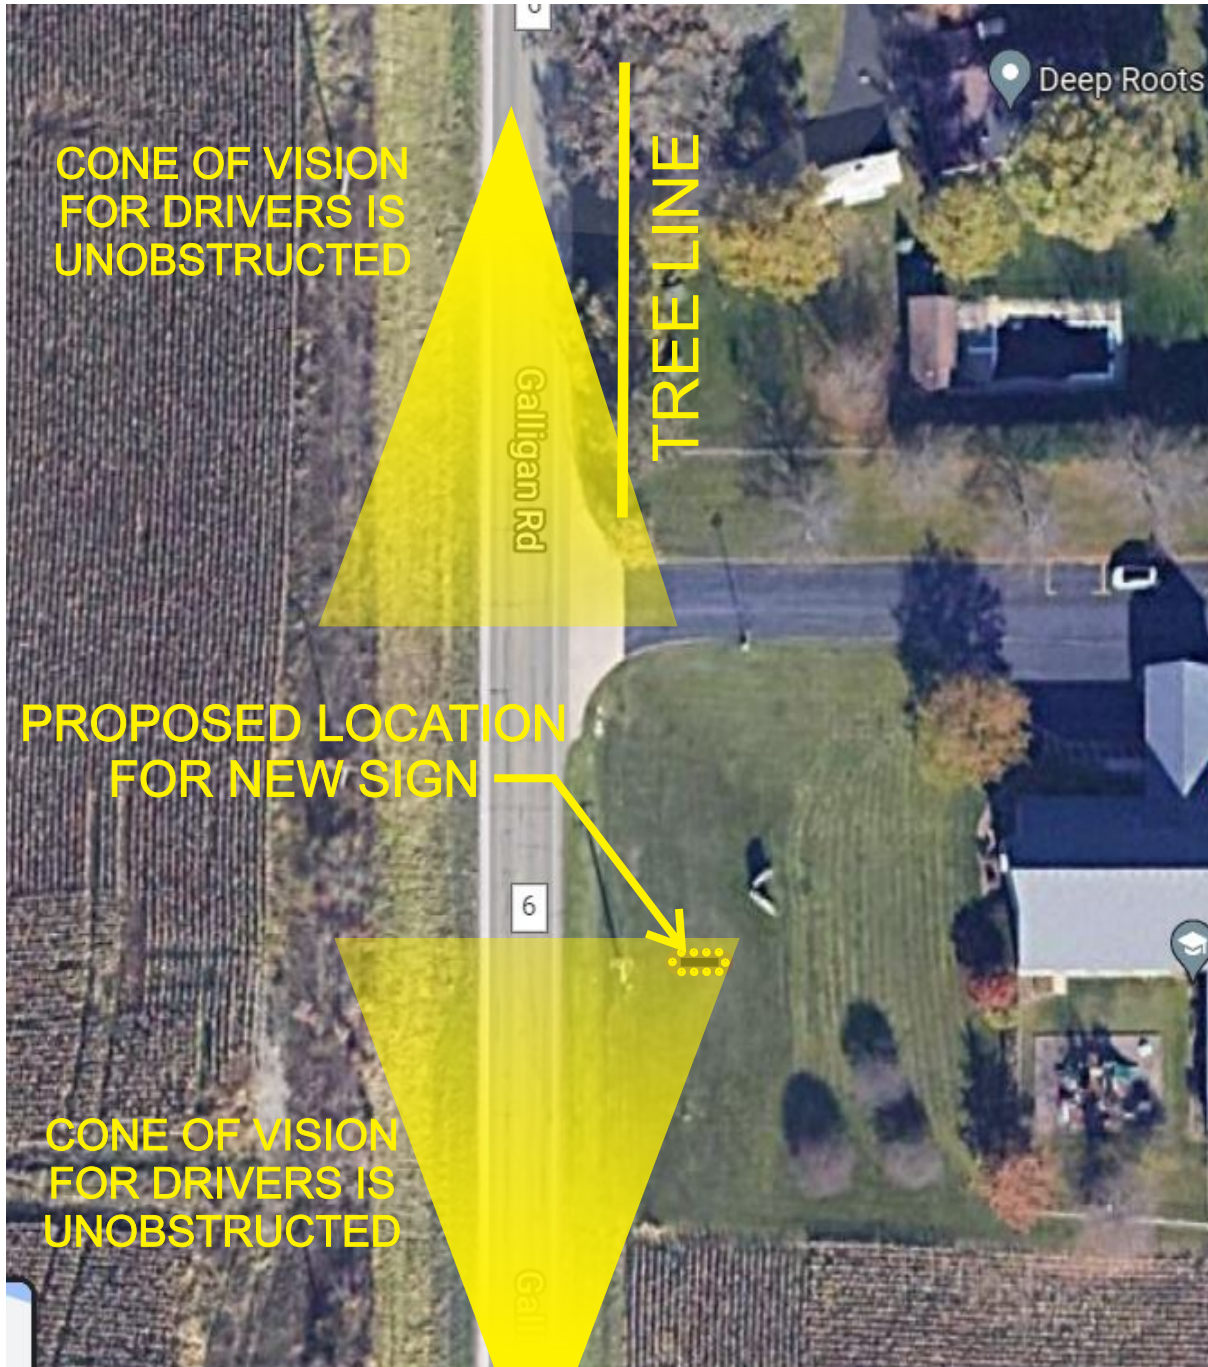 Deep Roots
CONE OF VISION
FOR DRIVERS IS
UNOBSTRUCTED
TREE LINE
Galligan Rd
PROPOSED LOCATION
FOR NEW SIGN
6
CONE OF VISION
FOR DRIVERS IS
UNOBSTRUCTED
Gall